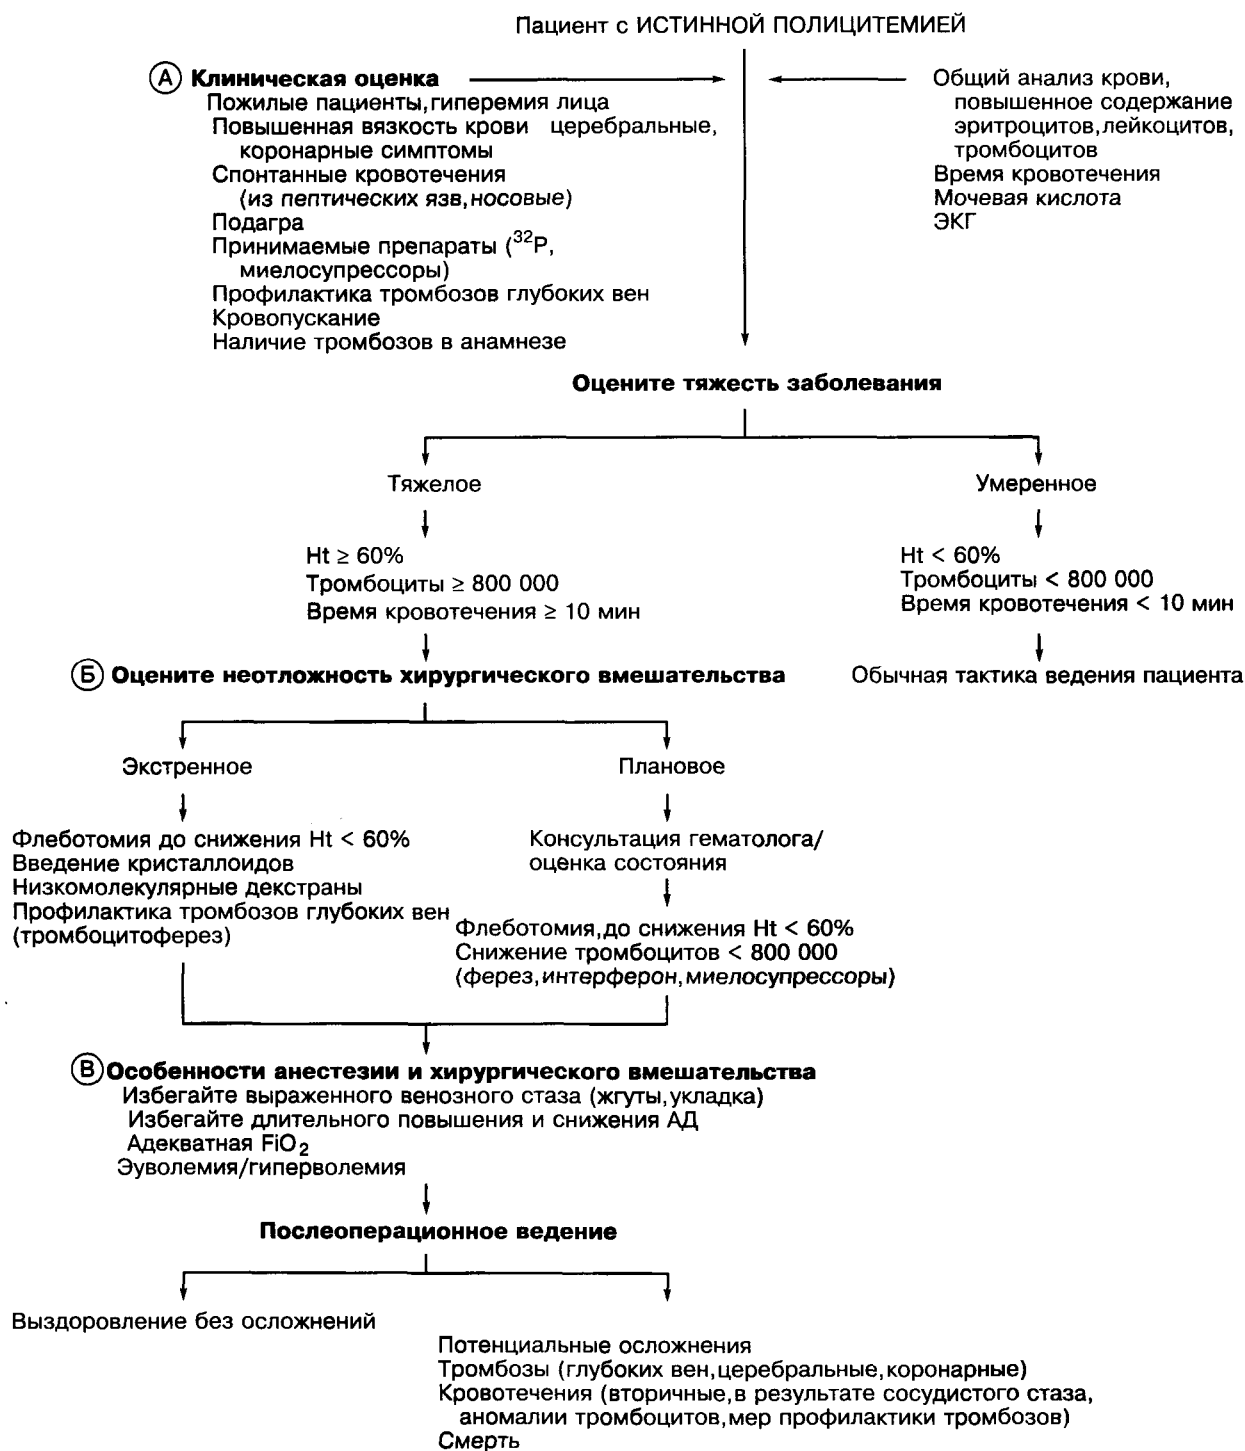 Пациент с ИСТИННОЙ ПОЛИЦИТЕМИЕЙ
А Клиническая оценка
Пожилые пациенты,гиперемия лица
Повышенная вязкость крови церебральные,
коронарные симптомы
Спонтанные кровотечения
(из пептических язв,носовые)
Подагра
Принимаемые препараты (³²P,
миелосупрессоры)
Профилактика тромбозов глубоких вен
Кровопускание
Наличие тромбозов в анамнезе
Общий анализ крови,
повышенное содержание
эритроцитов,лейкоцитов,
тромбоцитов
Время кровотечения
Мочевая кислота
ЭКГ
Оцените тяжесть заболевания
Тяжелое
Ht ≥ 60%
Тромбоциты ≥ 800 000
Время кровотечения ≥ 10 мин
Умеренное
Ht < 60%
Тромбоциты < 800 000
Время кровотечения < 10 мин
Обычная тактика ведения пациента
Б Оцените неотложность хирургического вмешательства
Экстренное
Флеботомия до снижения Ht < 60%
Введение кристаллоидов
Низкомолекулярные декстраны
Профилактика тромбозов глубоких вен
(тромбоцитоферез)
Плановое
Консультация гематолога/
оценка состояния
Флеботомия,до снижения Ht < 60%
Снижение тромбоцитов < 800 000
(ферез,интерферон,миелосупрессоры)
В Особенности анестезии и хирургического вмешательства
Избегайте выраженного венозного стаза (жгуты,укладка)
Избегайте длительного повышения и снижения АД
Адекватная FiO₂
Эуволемия/гиперволемия
Послеоперационное ведение
Выздоровление без осложнений
Потенциальные осложнения
Тромбозы (глубоких вен,церебральные,коронарные)
Кровотечения (вторичные,в результате сосудистого стаза,
аномалии тромбоцитов,мер профилактики тромбозов)
Смерть